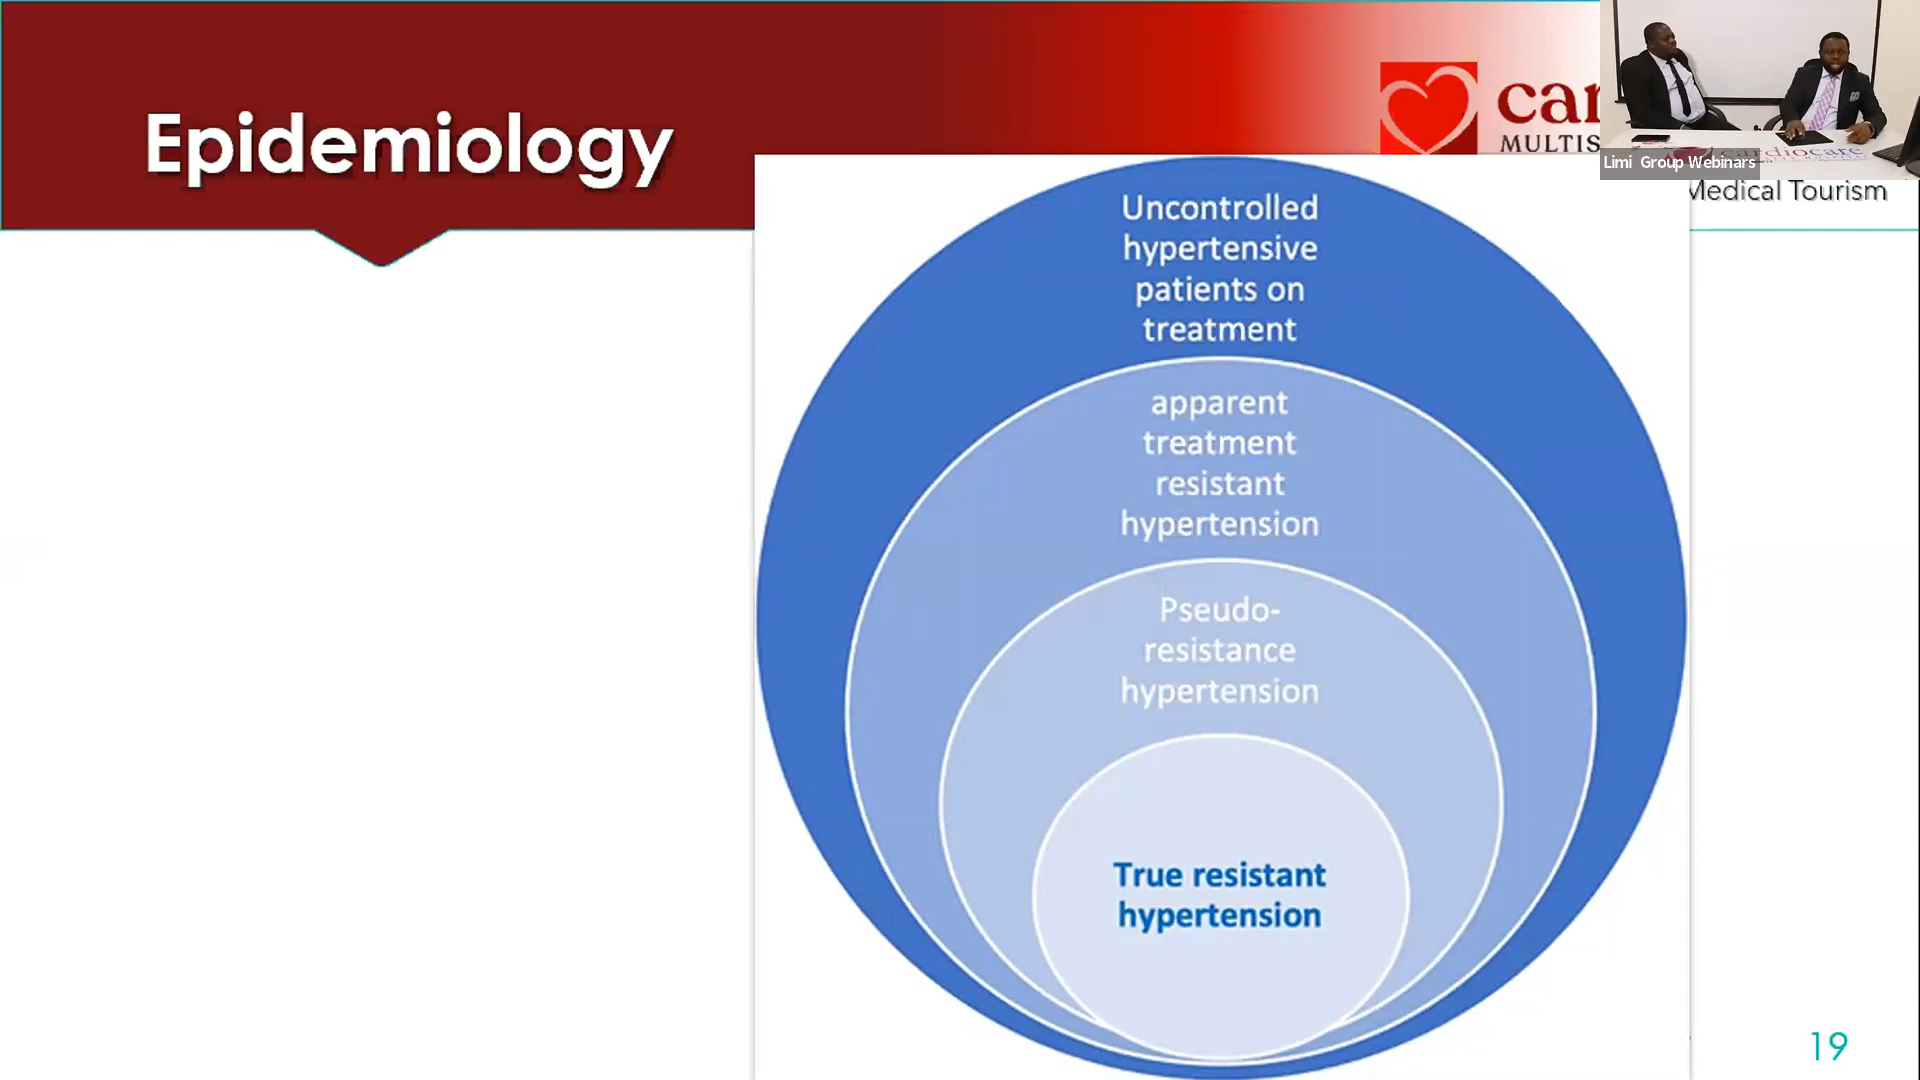 Epidemiology
MULTIS
Limi Group Webinars
cardiocare
Medical Tourism
Uncontrolled
hypertensive
patients on
treatment
apparent
treatment
resistant
hypertension
Pseudo-
resistance
hypertension
True resistant
hypertension
19